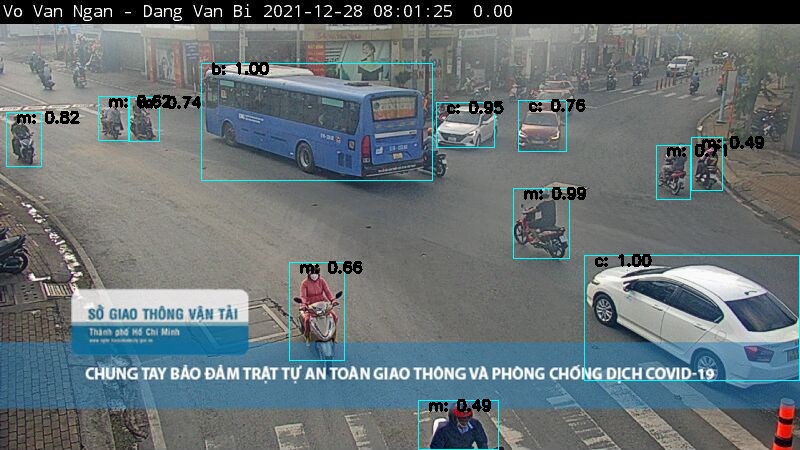 Vo Van Ngan - Dang Van Bi 2021-12-28 08:01:25 0.00
b: 1.00
m: 0.82
0.74
c: 0.95
c: 0.76
m: 0.49
m: 0.99
c: 1.00
m: 0.66
SỞ GIAO THÔNG VẬN TẢI
Thành phố Hồ Chí Minh
CHUNG TAY BẢO ĐẢM TRẬT TỰ AN TOÀN GIAO THÔNG VÀ PHÒNG CHỐNG DỊCH COVID-19
m: 0.49